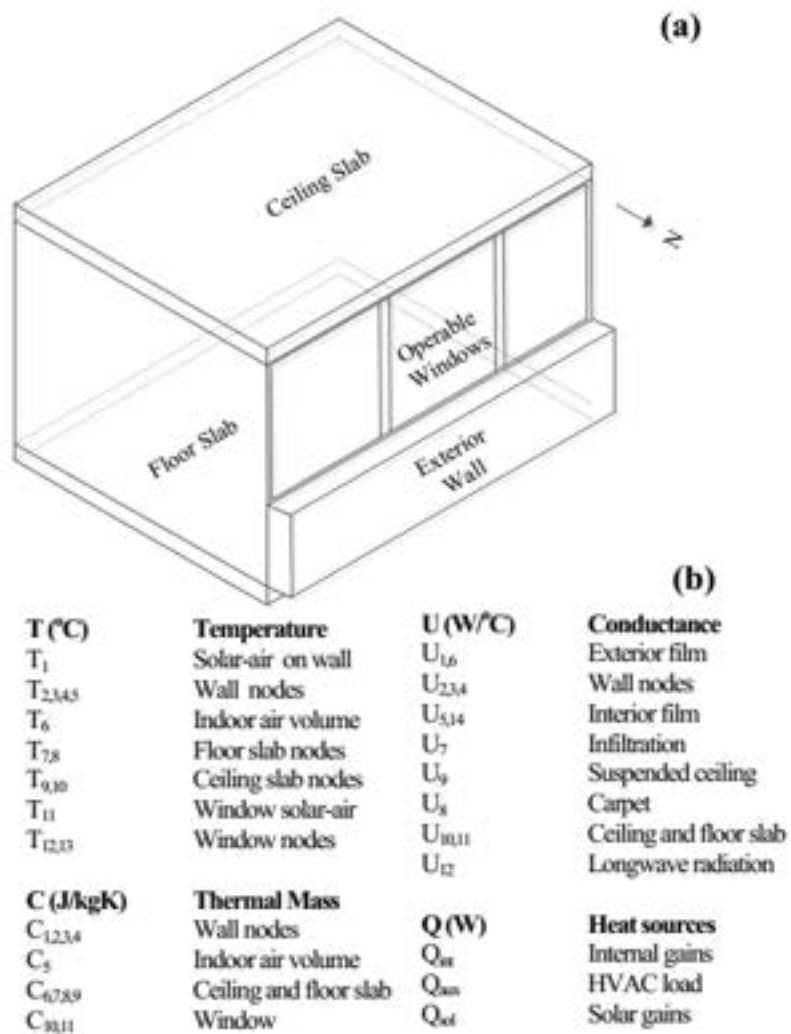 (a)
Ceiling Slab
N
Operable
Windows
Floor Slab
Exterior
Wall
(b)
T (⁰C) Temperature
T₁ Solar-air on wall
T₂,₃,₄,₅ Wall nodes
T₆ Indoor air volume
T₇,₈ Floor slab nodes
T₉,₁₀ Ceiling slab nodes
T₁₁ Window solar-air
T₁₂,₁₃ Window nodes
C (J/kgK) Thermal Mass
C₁,₂,₃,₄ Wall nodes
C₅ Indoor air volume
C₆,₇,₈,₉ Ceiling and floor slab
C₁₀,₁₁ Window
U (W/⁰C) Conductance
U₁,₆ Exterior film
U₂,₃,₄ Wall nodes
U₅,₁₄ Interior film
U₇ Infiltration
U₉ Suspended ceiling
U₈ Carpet
U₁₀,₁₁ Ceiling and floor slab
U₁₂ Longwave radiation
Q (W) Heat sources
Qint Internal gains
Qaux HVAC load
Qsol Solar gains